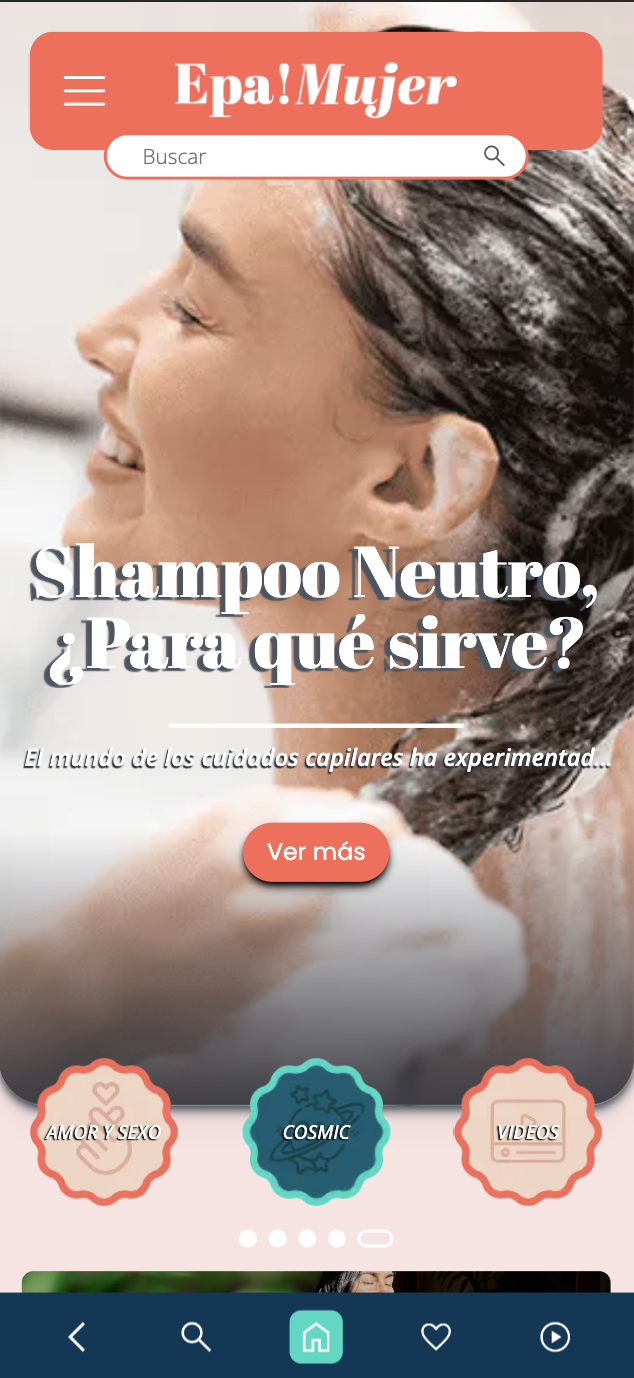 Epa! Mujer
Buscar
Shampoo Neutro,
¿Para qué sirve?
El mundo de los cuidados capilares ha experimentad...
Ver más
AMOR Y SEXO
COSMIC
VIDEOS